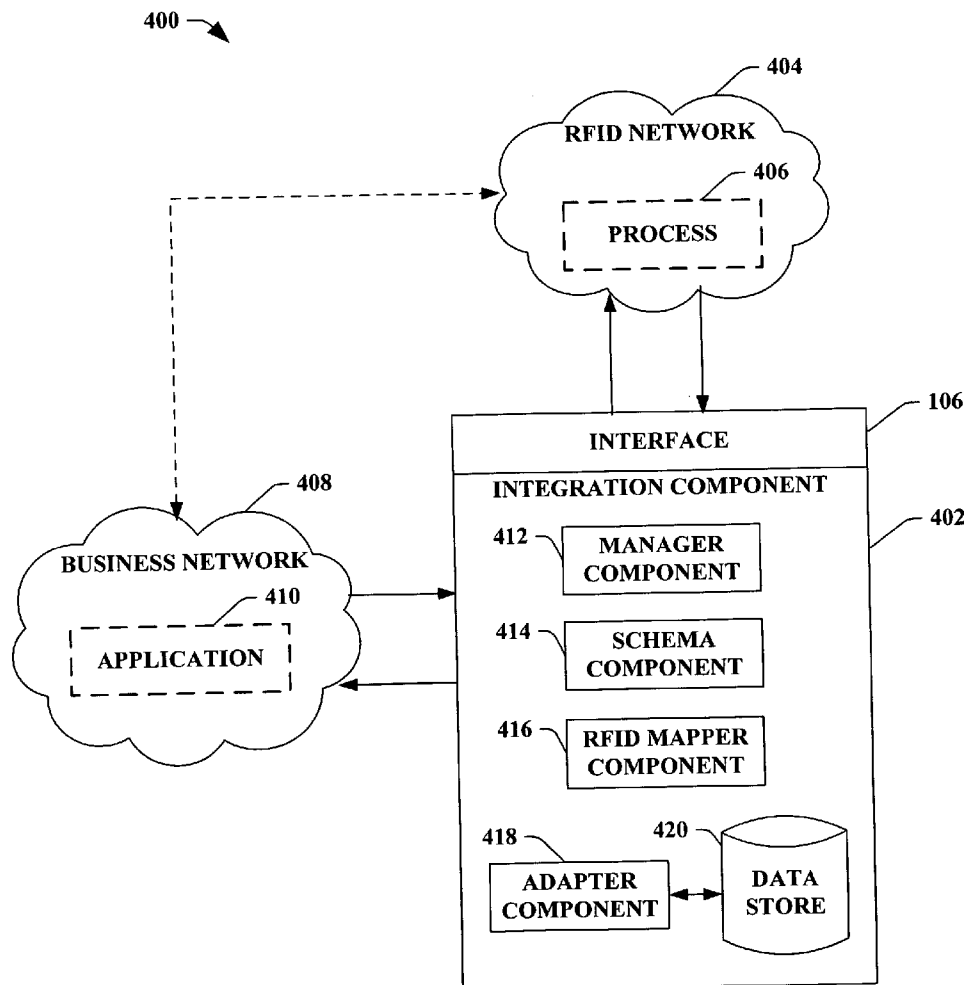 400
404
RFID NETWORK
406
PROCESS
106
INTERFACE
INTEGRATION COMPONENT
402
408
BUSINESS NETWORK
410
APPLICATION
412
MANAGER
COMPONENT
414
SCHEMA
COMPONENT
416
RFID MAPPER
COMPONENT
418
ADAPTER
COMPONENT
420
DATA
STORE